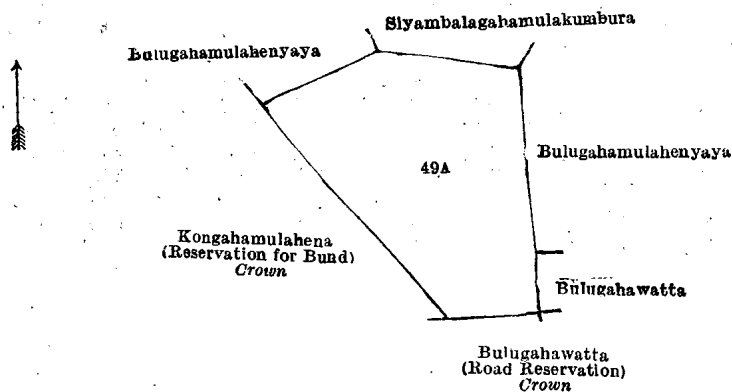 Siyambalagahamulakumbura
Bulugahamulahenyaya
Bulugahamulahenyaya
49A
Kongahamulahena
(Reservation for Bund)
Crown
Bulugahawatta
Bulugahawatta
(Road Reservation)
Crown